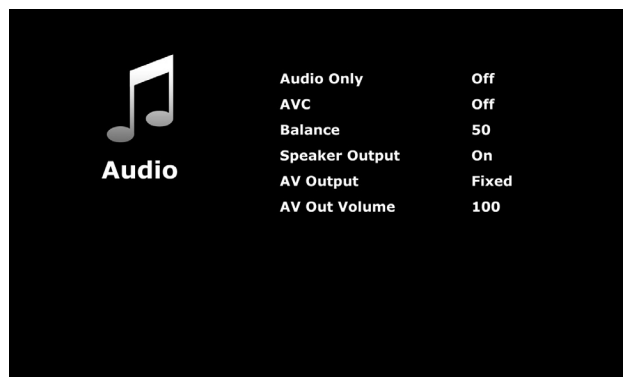 Audio
Audio Only Off
AVC Off
Balance 50
Speaker Output On
AV Output Fixed
AV Out Volume 100